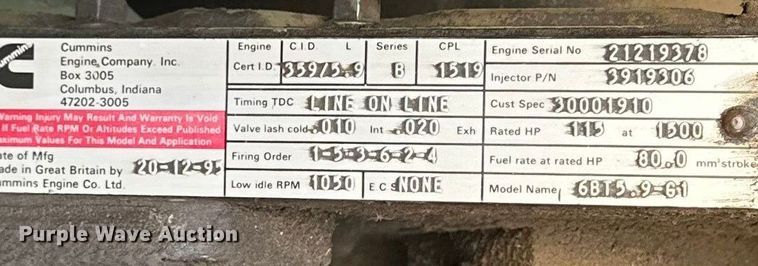 Cummins
Cummins
Engine Company. Inc.
Box 3005
Columbus, Indiana
47202-3005
Warning Injury May Result And Warranty Is Void
If Fuel Rate RPM Or Altitudes Exceed Published
Maximum Values For This Model And Application
ate of Mfg
ade in Great Britain by 20-12-95
ummins Engine Co. Ltd.
Engine C.I.D. L Series CPL
Cert I.D. 359/5.9 B 1519
Timing TDC LINE ON LINE
Valve lash cold .010 Int .020 Exh
Firing Order 1-5-3-6-2-4
Low idle RPM 1050 E C S NONE
Engine Serial No 21219378
Injector P/N 3919306
Cust Spec 30001910
Rated HP 115 at 1500
Fuel rate at rated HP 80.0 mm³stroke
Model Name 6BT5.9-G1
Purple Wave Auction